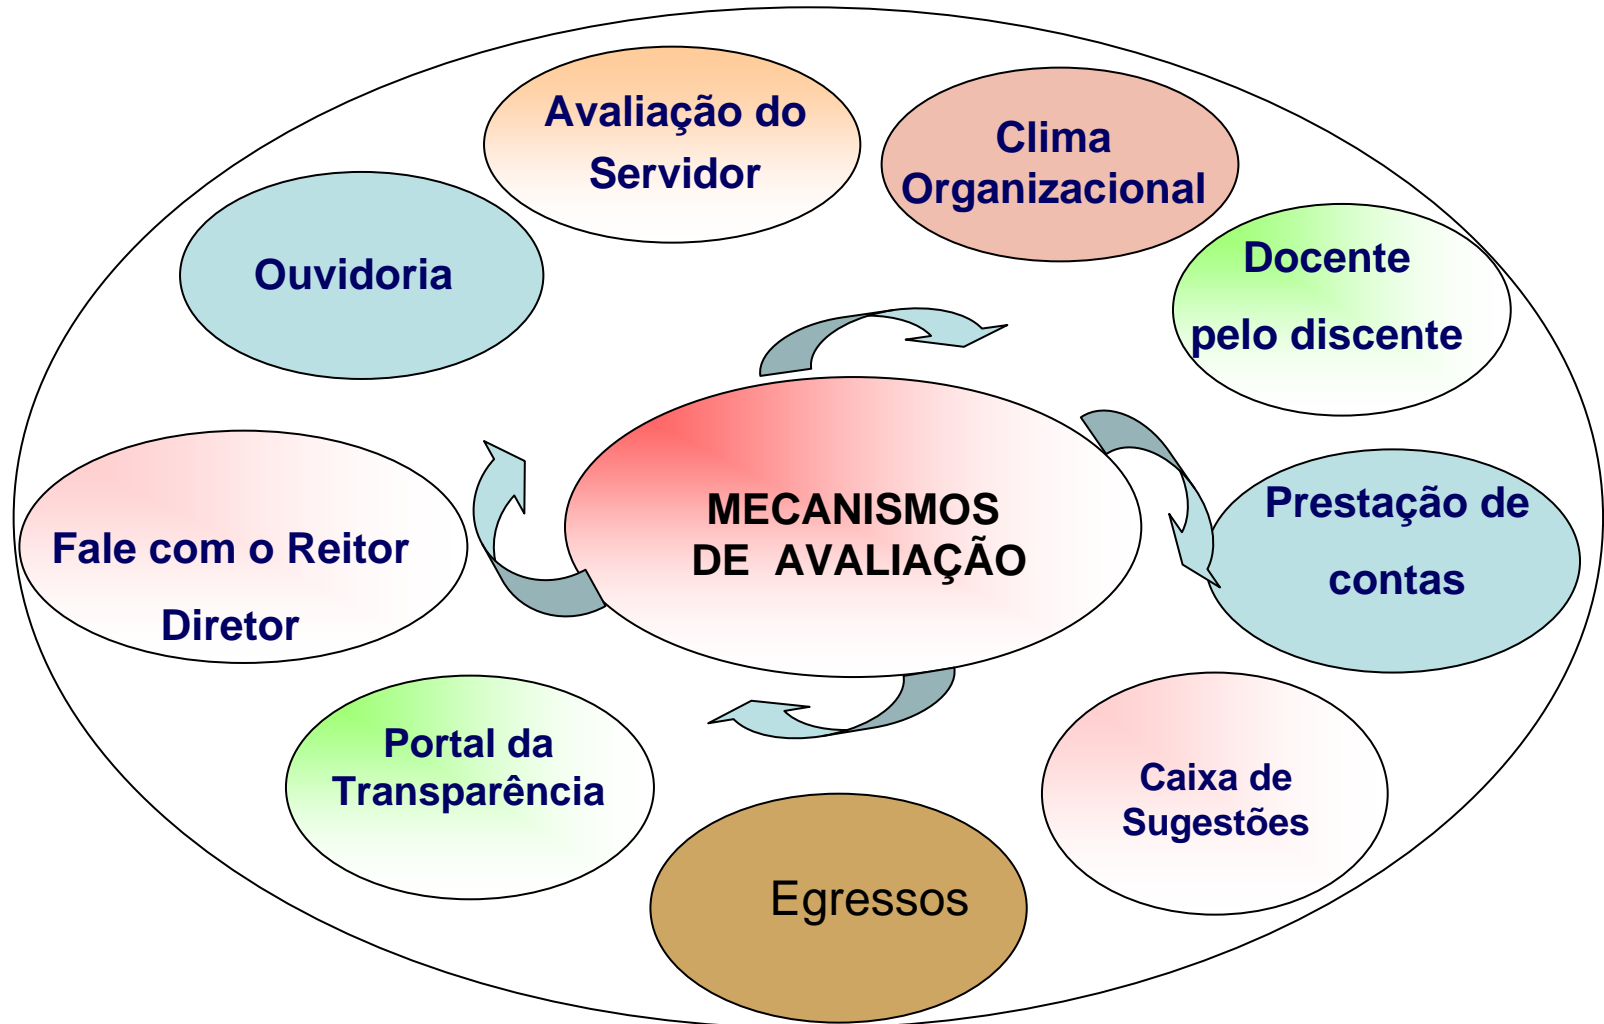 Avaliação do
Servidor
Clima
Organizacional
Ouvidoria
Docente
pelo discente
MECANISMOS
DE AVALIAÇÃO
Prestação de
contas
Fale com o Reitor
Diretor
Portal da
Transparência
Caixa de
Sugestões
Egressos